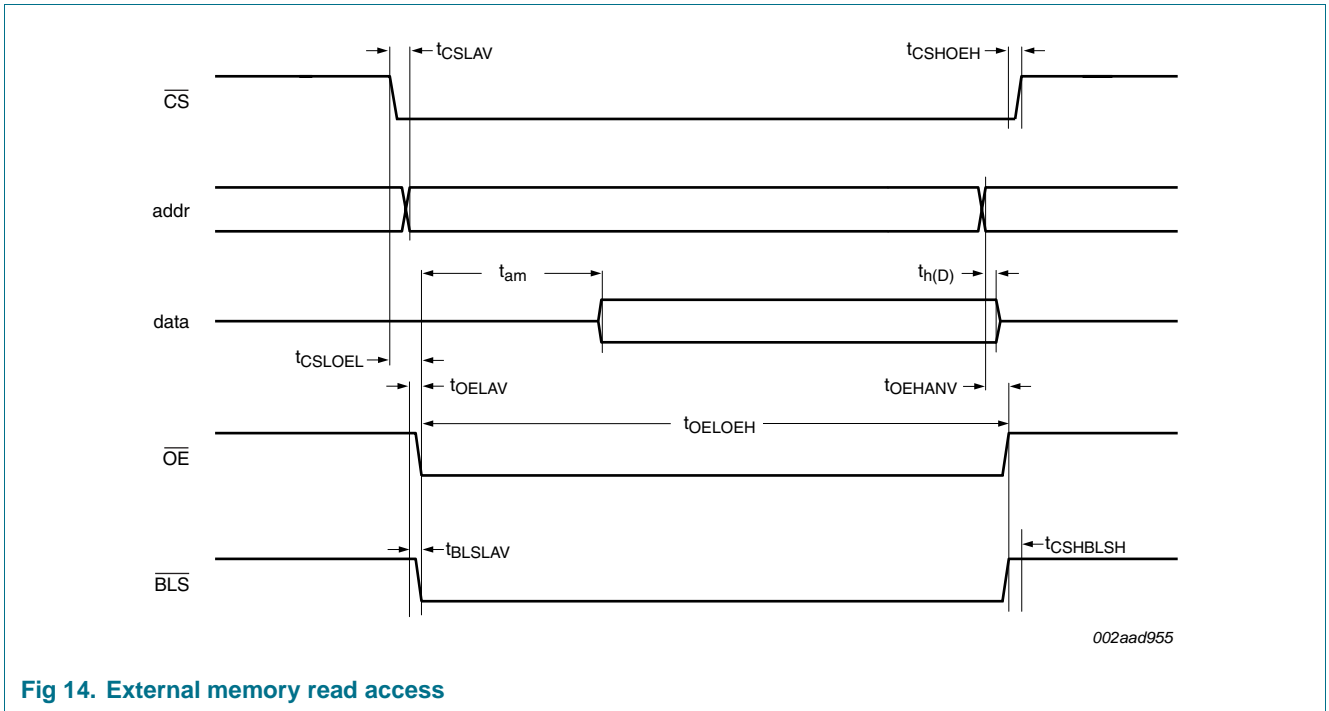 tCSLAV
tCSHOEH
CS
addr
tam
th(D)
data
tCSLOEL
tOELAV
tOEHANV
tOELOEH
OE
tBLSLAV
tCSHBLSH
BLS
002aad955
Fig 14. External memory read access